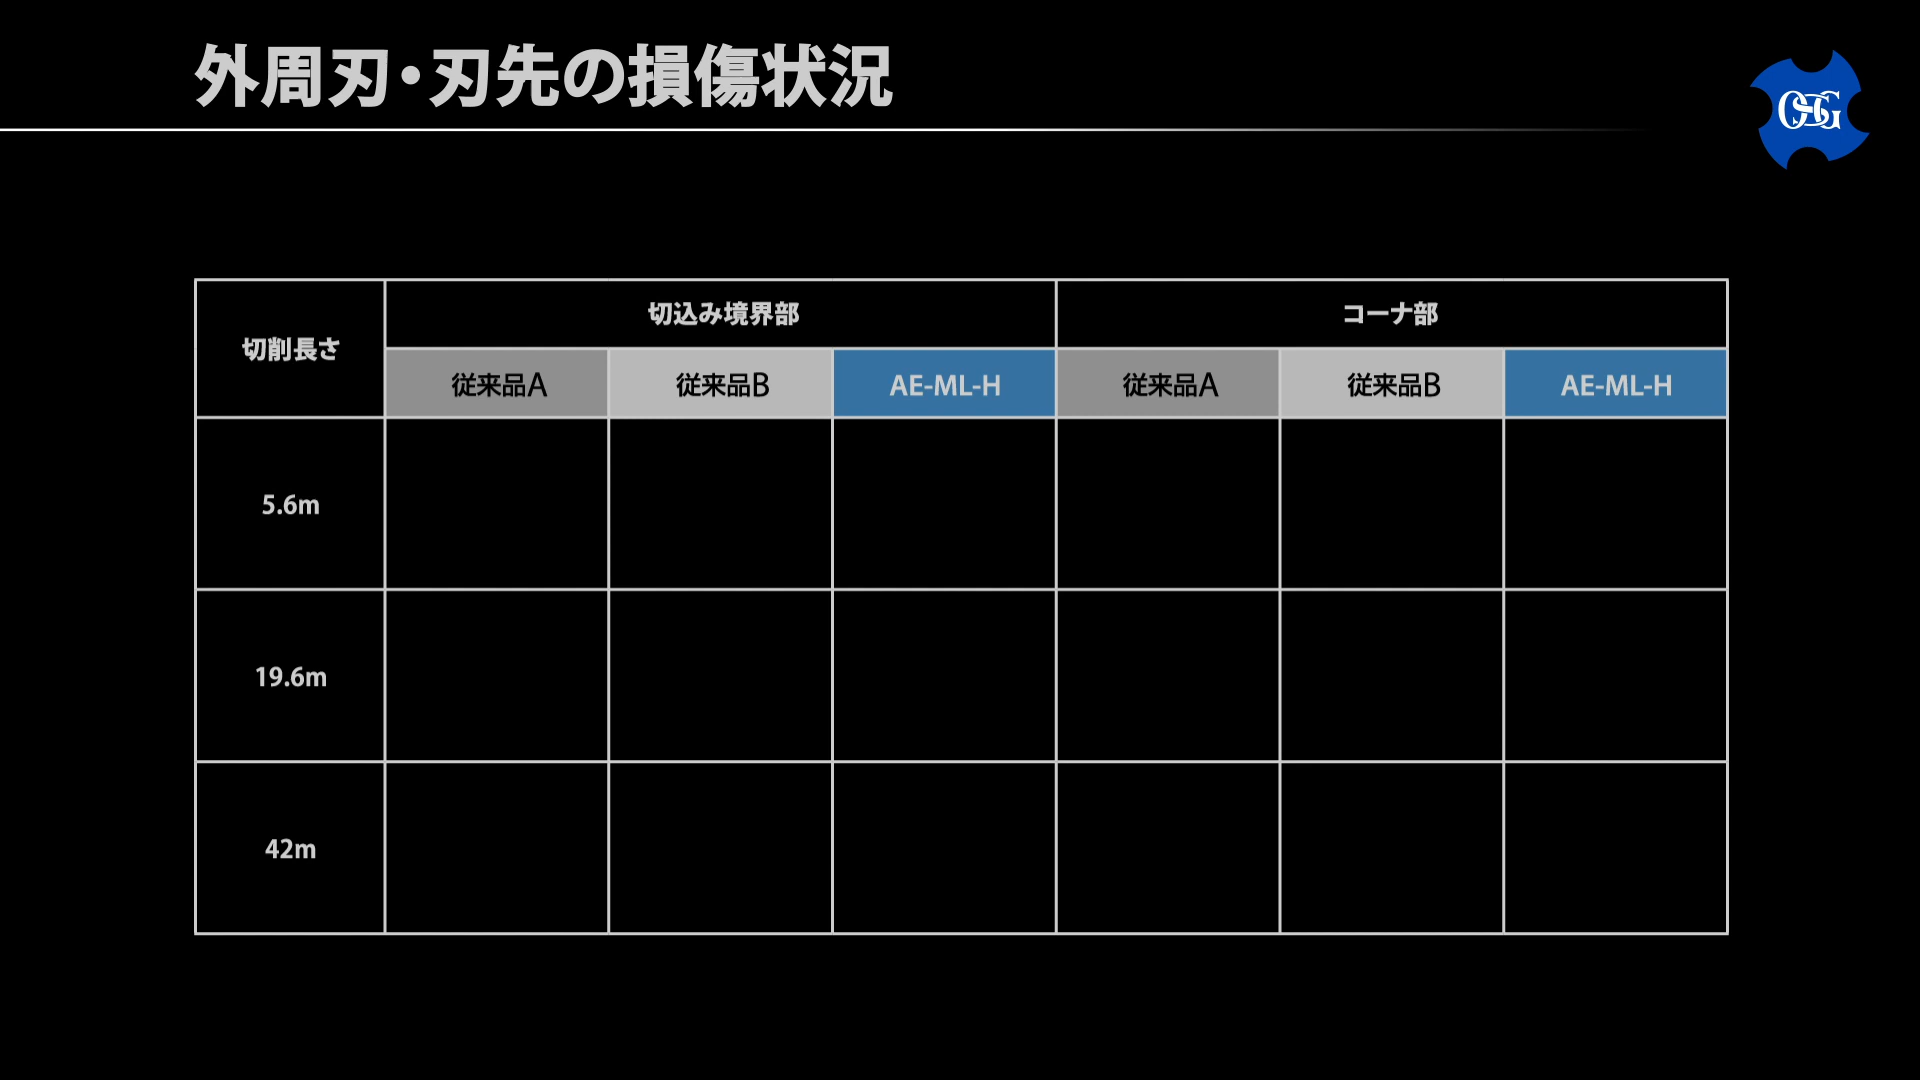 外周刃・刃先の損傷状況
OSG
切削長さ
切込み境界部
コーナ部
従来品A
従来品B
AE-ML-H
従来品A
従来品B
AE-ML-H
5.6m
19.6m
42m